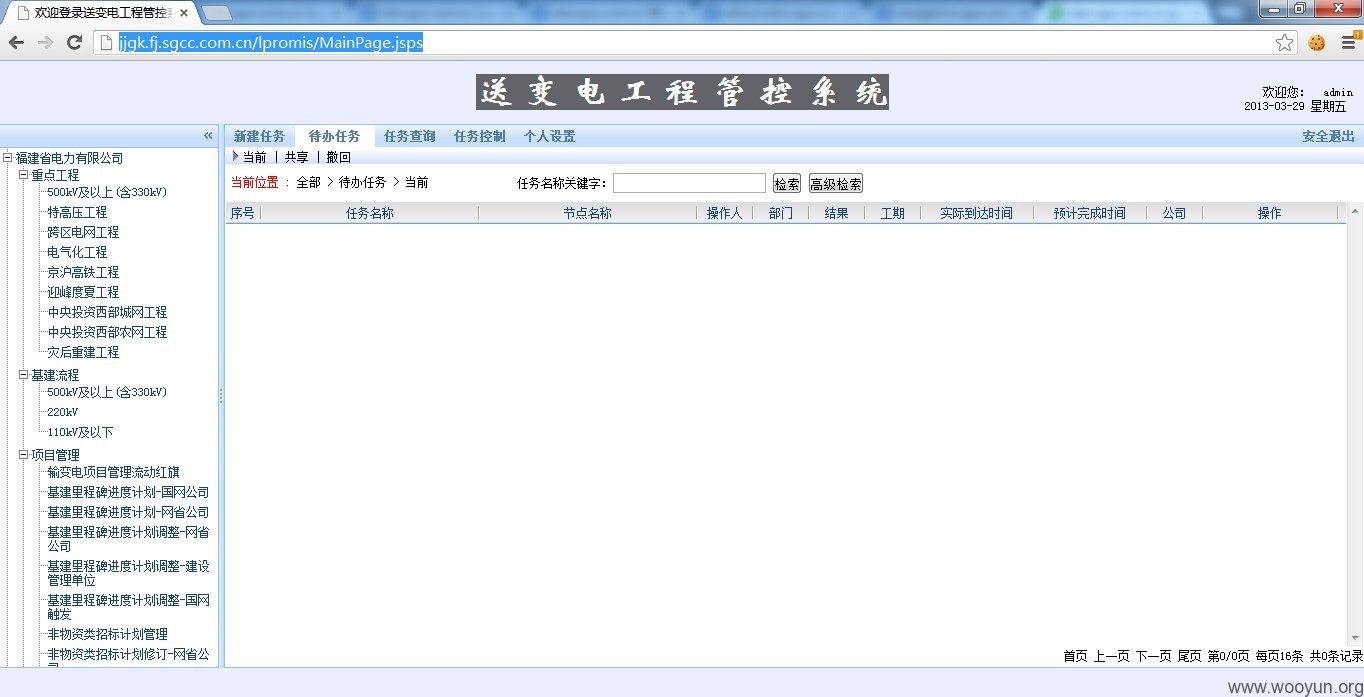 欢迎登录送变电工程管控
jjgk.fj.sgcc.com.cn/lpromis/MainPage.jsps
送变电工程管控系统
欢迎您： admin
2013-03-29 星期五
«
新建任务 待办任务 任务查询 任务控制 个人设置 安全退出
当前 | 共享 | 撤回
当前位置 : 全部 > 待办任务 > 当前 任务名称关键字: 检索 高级检索
序号 任务名称 节点名称 操作人 部门 结果 工期 实际到达时间 预计完成时间 公司 操作
福建省电力有限公司
重点工程
500kV及以上(含330kV)
特高压工程
跨区电网工程
电气化工程
京沪高铁工程
迎峰度夏工程
中央投资西部城网工程
中央投资西部农网工程
灾后重建工程
基建流程
500kV及以上(含330kV)
220kV
110kV及以下
项目管理
输变电项目管理流动红旗
基建里程碑进度计划-国网公司
基建里程碑进度计划-网省公司
基建里程碑进度计划调整-网省
公司
基建里程碑进度计划调整-建设
管理单位
基建里程碑进度计划调整-国网
触发
非物资类招标计划管理
非物资类招标计划修订-网省公
首页 上一页 下一页 尾页 第0/0页 每页16条 共0条记录
www.wooyun.org